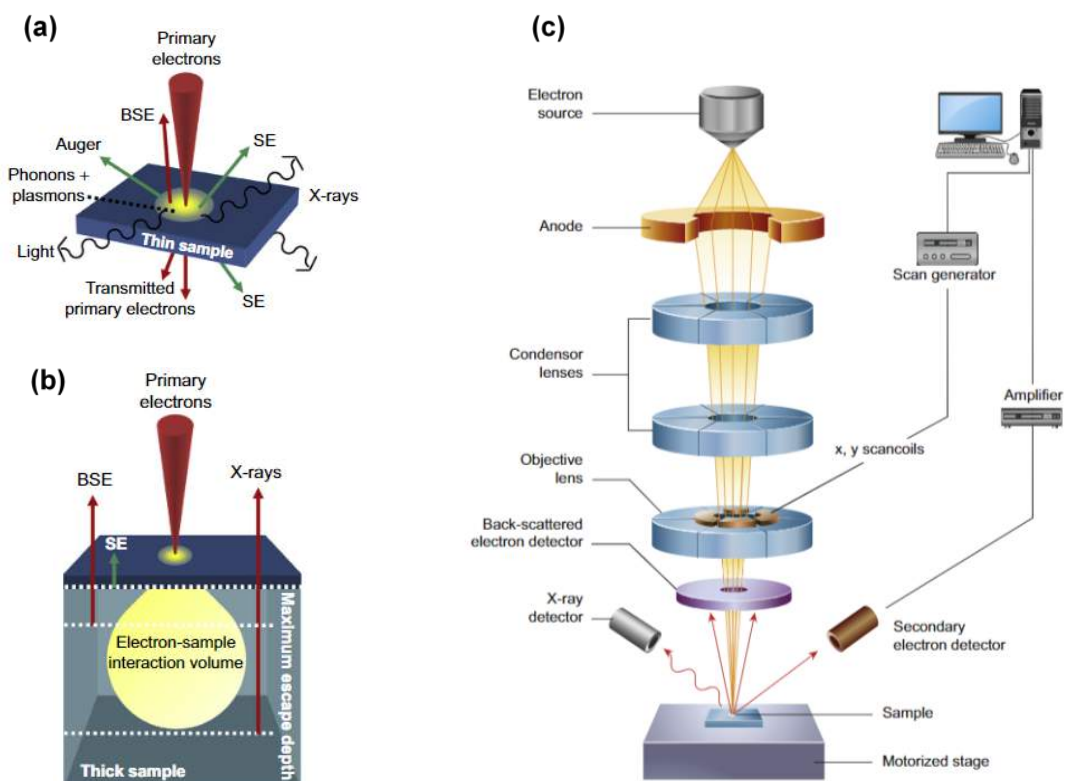 (a)
Primary
electrons
BSE
SE
Auger
Phonons +
plasmons
X-rays
Light
Thin sample
Transmitted
primary electrons
SE
(b)
Primary
electrons
BSE
X-rays
SE
Electron-sample
interaction volume
Maximum escape depth
Thick sample
(c)
Electron
source
Anode
Scan generator
Condensor
lenses
Amplifier
x, y scancoils
Objective
lens
Back-scattered
electron detector
X-ray
detector
Secondary
electron detector
Sample
Motorized stage